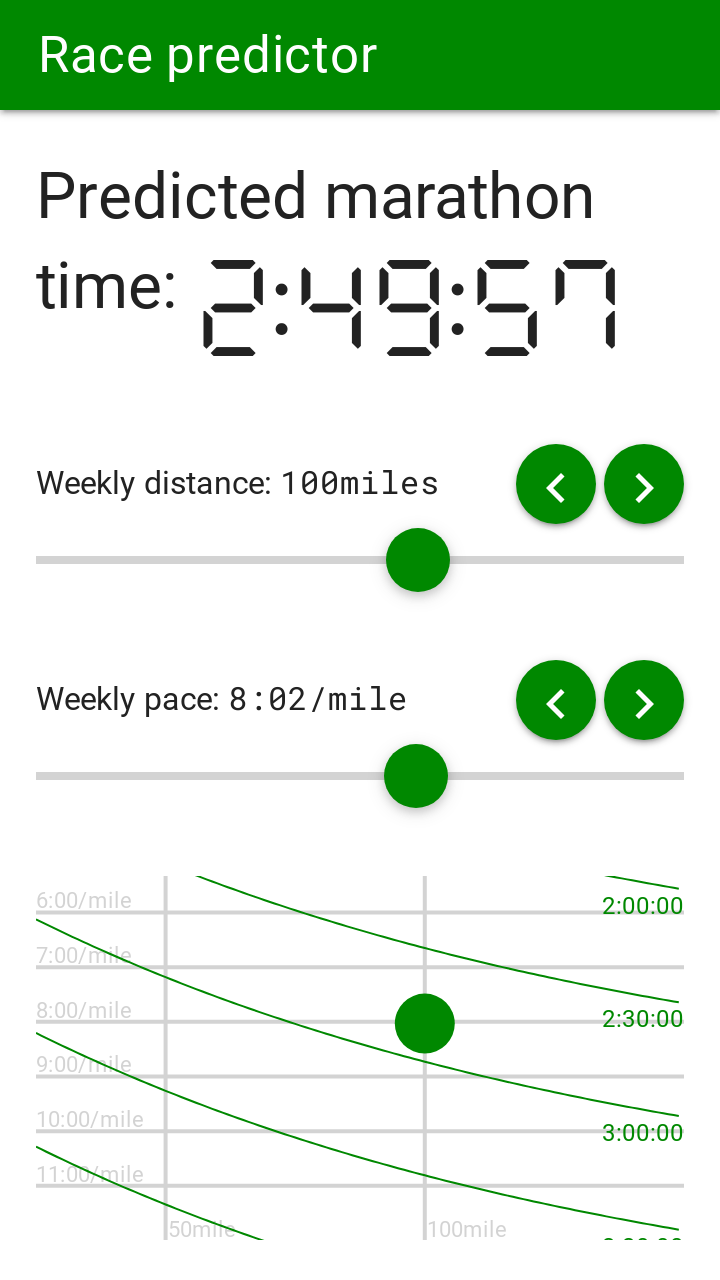 Race predictor
Predicted marathon
time: 2:49:57
Weekly distance: 100miles
Weekly pace: 8:02/mile
6:00/mile
2:00:00
7:00/mile
8:00/mile
2:30:00
9:00/mile
10:00/mile
3:00:00
11:00/mile
50mile
100mile